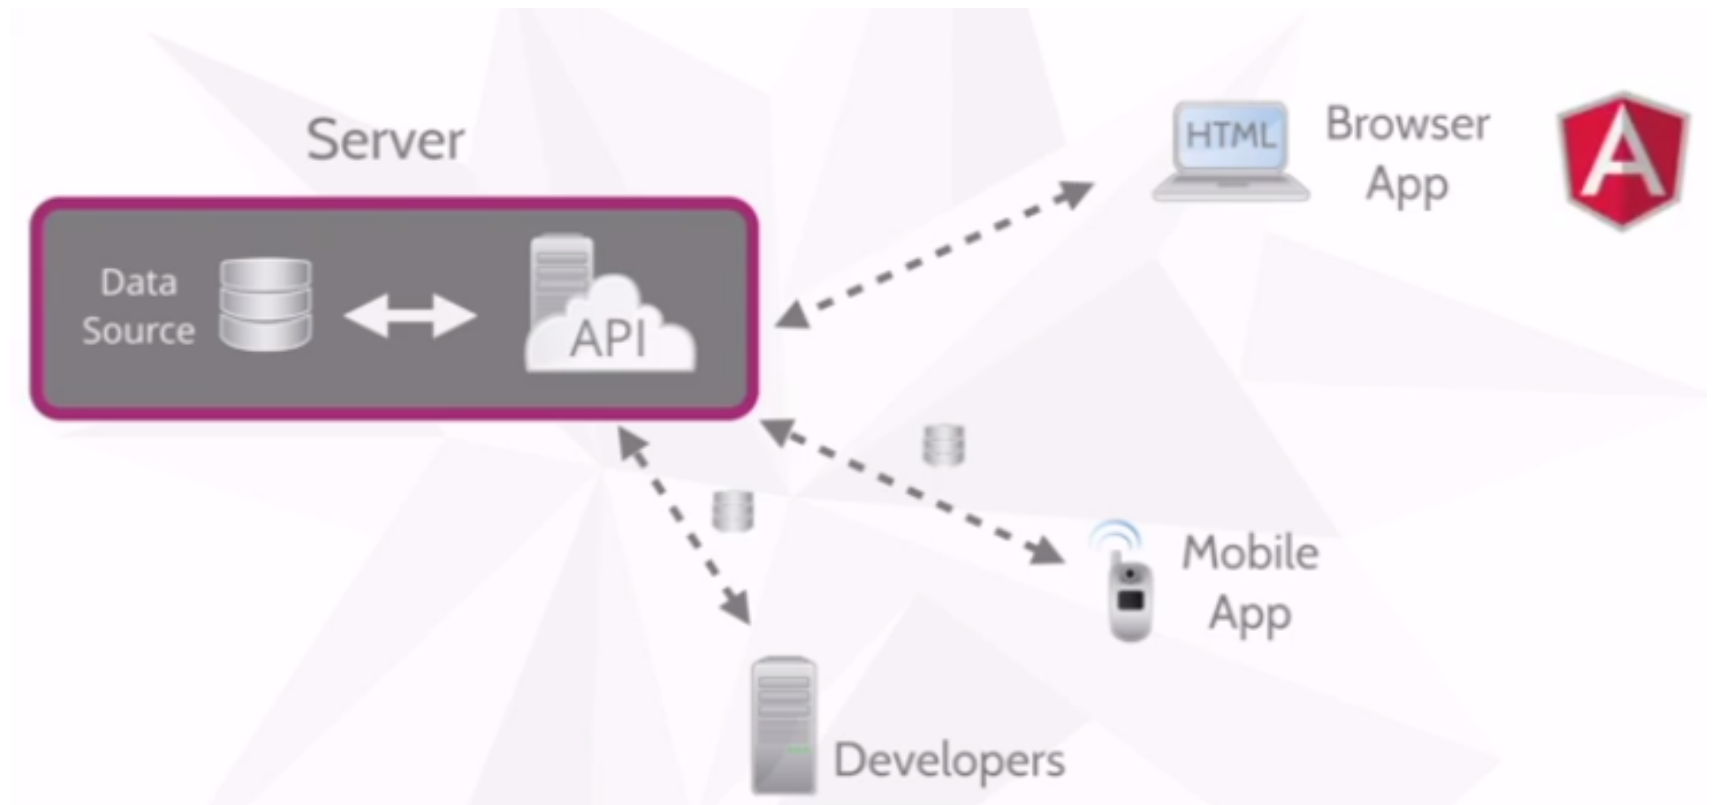 Server
Data
Source
API
HTML
Browser
App
A
Mobile
App
Developers